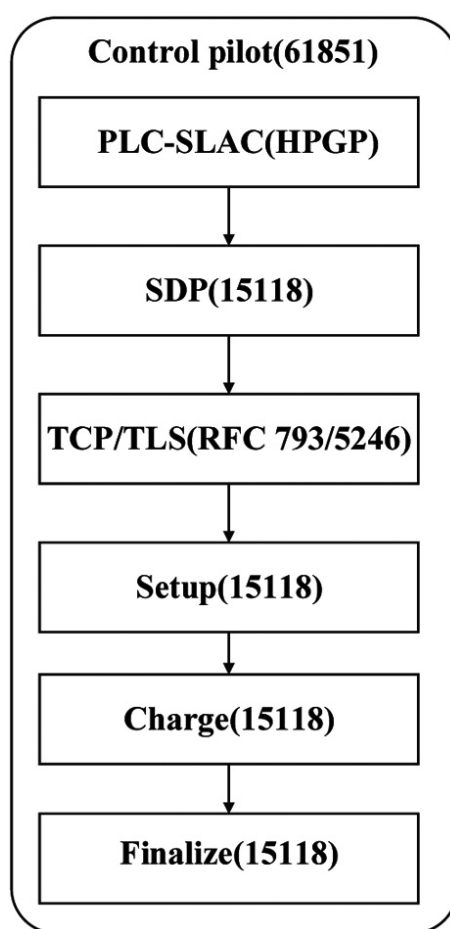 Control pilot(61851)
PLC-SLAC(HPGP)
SDP(15118)
TCP/TLS(RFC 793/5246)
Setup(15118)
Charge(15118)
Finalize(15118)